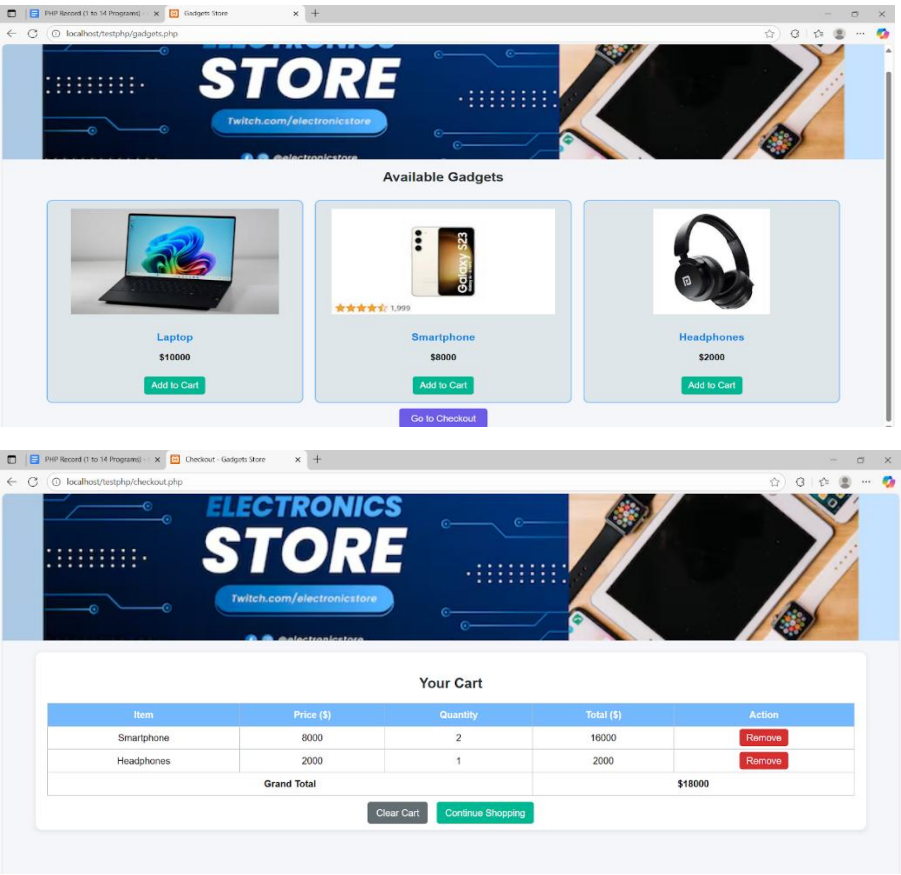 PHP Record (1 to 14 Programs) -
Gadgets Store
localhost/testphp/gadgets.php
ELECTRONICS
STORE
Twitch.com/electronicstore
@electronicstore
Available Gadgets
Galaxy S23
1,999
Laptop
Smartphone
Headphones
$10000
$8000
$2000
Add to Cart
Add to Cart
Add to Cart
Go to Checkout
PHP Record (1 to 14 Programs) -
Checkout - Gadgets Store
localhost/testphp/checkout.php
ELECTRONICS
STORE
Twitch.com/electronicstore
@electronicstore
Your Cart
Item Price ($) Quantity Total ($) Action
Smartphone 8000 2 16000 Remove
Headphones 2000 1 2000 Remove
Grand Total $18000
Clear Cart Continue Shopping